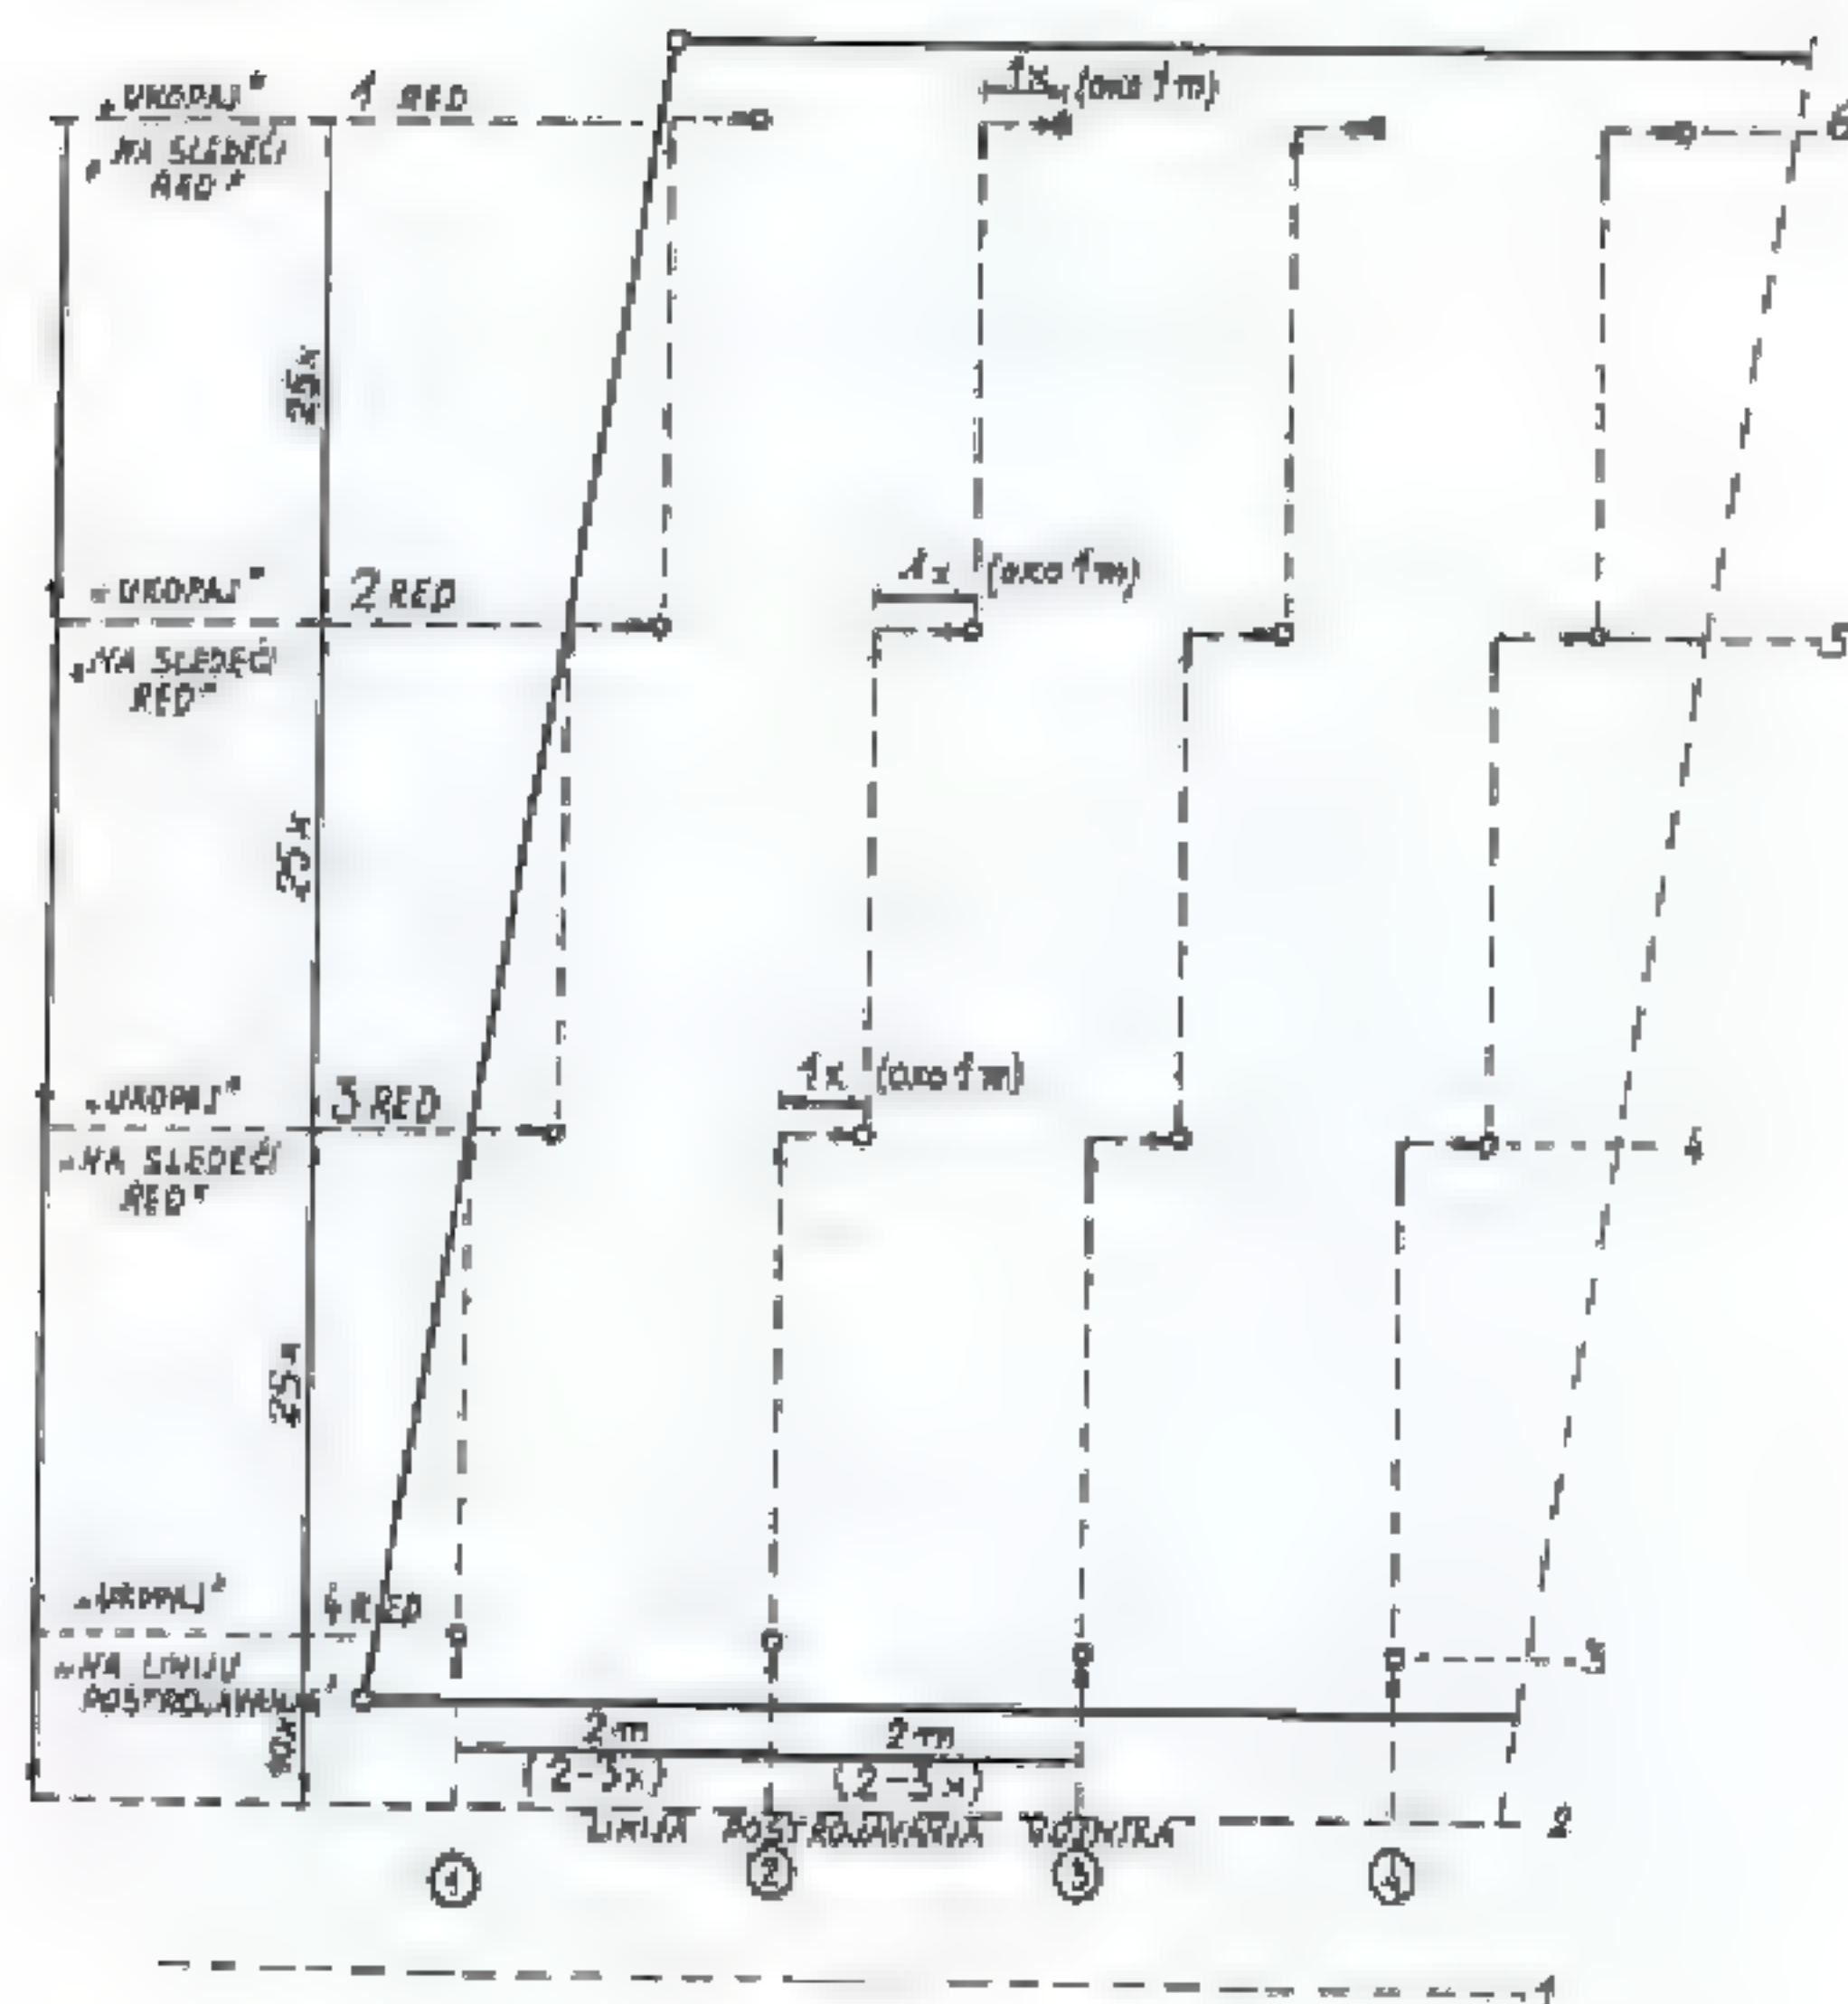 1x (oko 1m)
„UKOPAJ" 1 RED
„NA SLEDEĆI
RED"
6
25x
1x (oko 1m)
„UKOPAJ" 2 RED
5
„NA SLEDEĆI
RED"
25x
1x (oko 1m)
„UKOPAJ" 3 RED
4
„NA SLEDEĆI
RED"
25x
„UKOPAJ" 4 RED
3
„NA LINIJU
POSTROJAVANJA"
10x
2m 2m
(2-3x) (2-3x)
2
LINIJA POSTROJAVANJA VOJNIKA
1 2 3 4
1